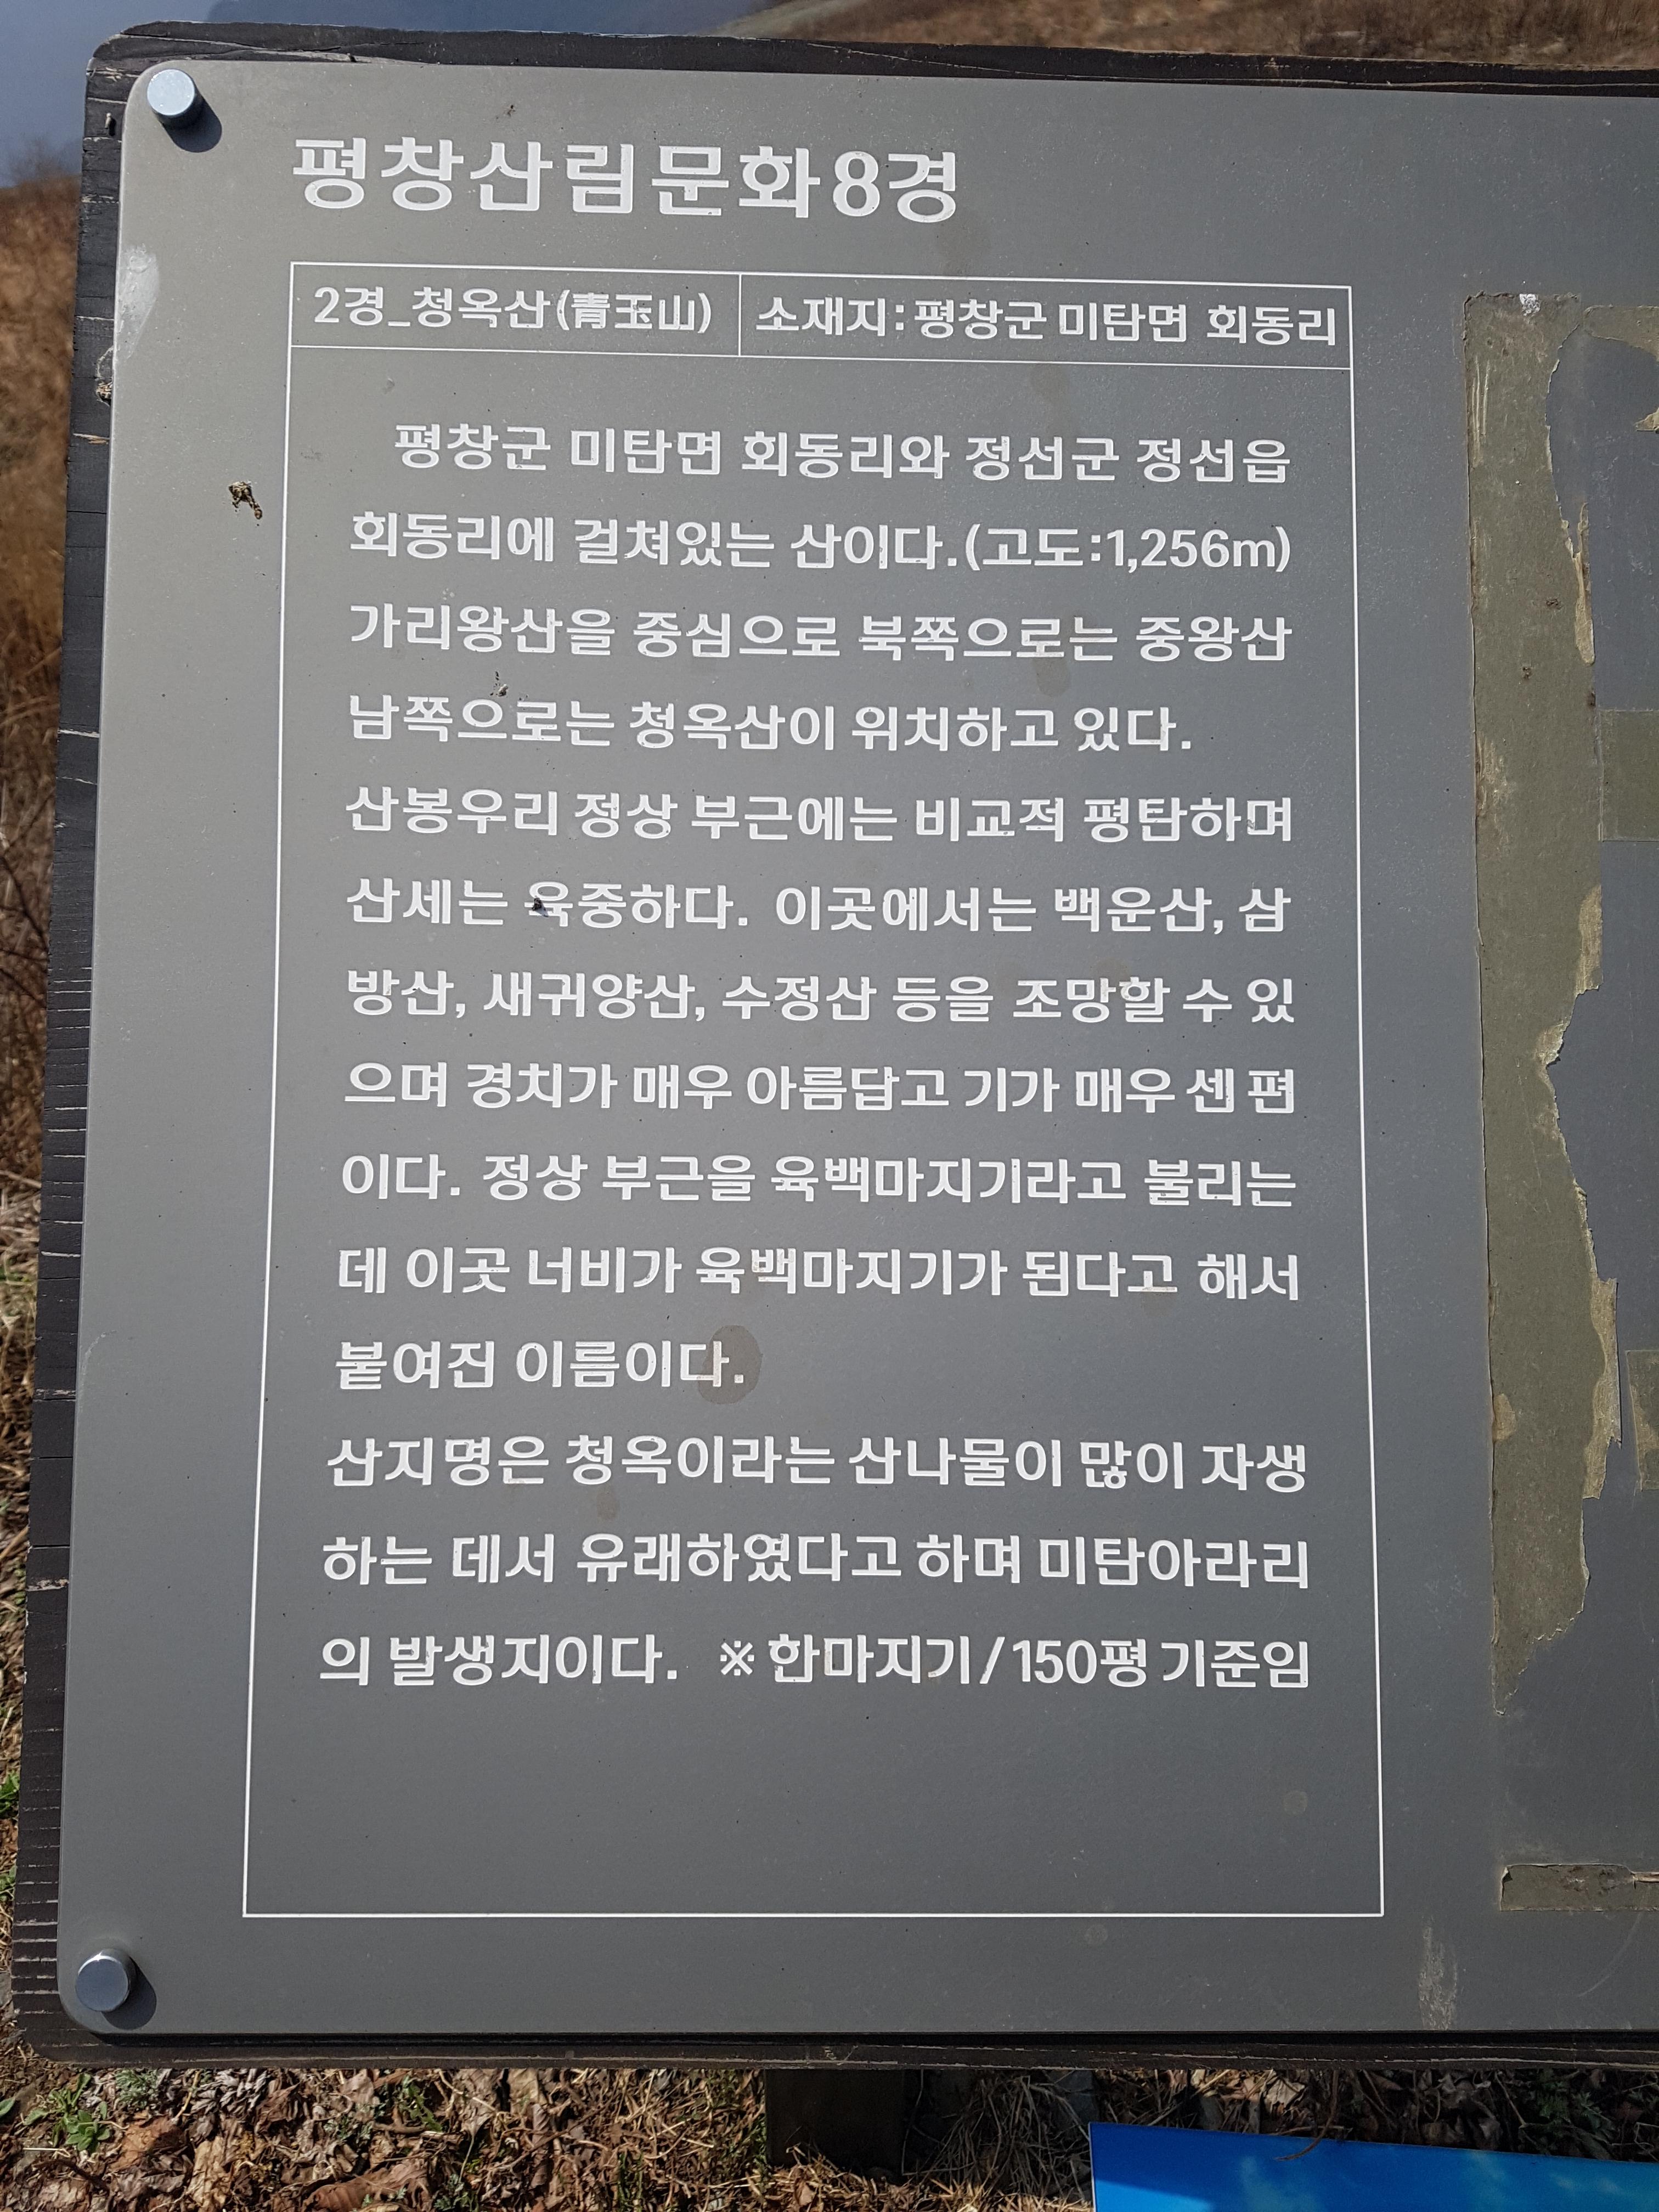 평창산림문화8경
2경_청옥산(靑玉山) 소재지:평창군 미탄면 회동리
평창군 미탄면 회동리와 정선군 정선읍
회동리에 걸쳐있는 산이다.(고도:1,256m)
가리왕산을 중심으로 북쪽으로는 중왕산
남쪽으로는 청옥산이 위치하고 있다.
산봉우리 정상 부근에는 비교적 평탄하며
산세는 육중하다. 이곳에서는 백운산, 삼
방산, 새귀양산, 수정산 등을 조망할 수 있
으며 경치가 매우 아름답고 기가 매우 센 편
이다. 정상 부근을 육백마지기라고 불리는
데 이곳 너비가 육백마지기가 된다고 해서
붙여진 이름이다.
산지명은 청옥이라는 산나물이 많이 자생
하는 데서 유래하였다고 하며 미탄아라리
의 발생지이다. ※ 한마지기/150평 기준임